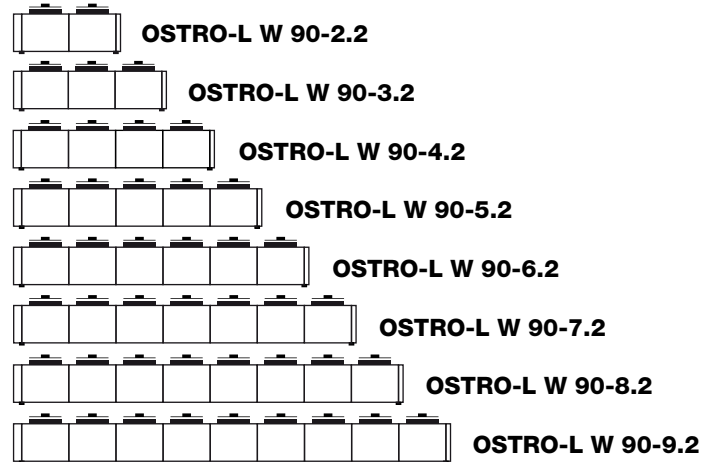 OSTRO-L W 90-2.2
OSTRO-L W 90-3.2
OSTRO-L W 90-4.2
OSTRO-L W 90-5.2
OSTRO-L W 90-6.2
OSTRO-L W 90-7.2
OSTRO-L W 90-8.2
OSTRO-L W 90-9.2